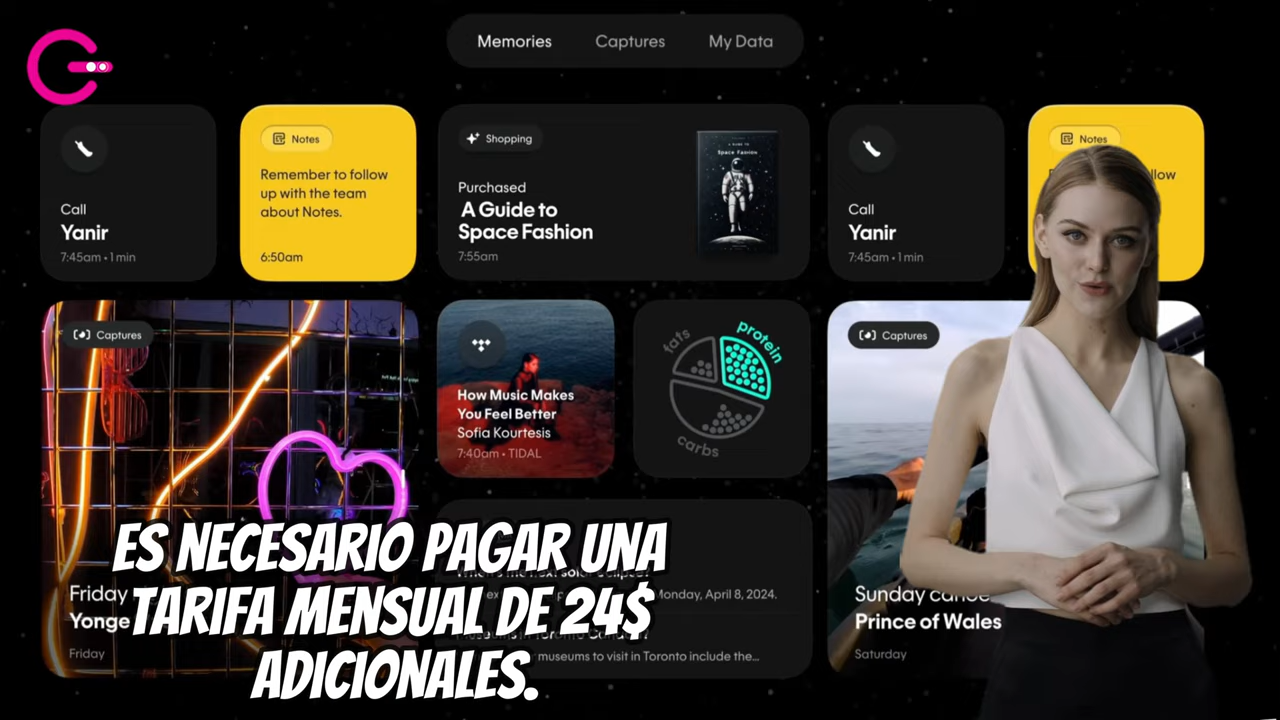 Memories Captures My Data
Call
Yanir
7:45am • 1 min
Notes
Remember to follow
up with the team
about Notes.
6:50am
Shopping
Purchased
A Guide to
Space Fashion
7:55am
Space Fashion
Call
Yanir
7:45am • 1 min
Notes
Captures
How Music Makes
You Feel Better
Sofia Kourtesis
7:40am • TIDAL
fats
protein
carbs
Captures
Friday
Yonge
Friday
Monday, April 8, 2024.
museums to visit in Toronto include the...
Sunday canoe
Prince of Wales
Saturday
ES NECESARIO PAGAR UNA
TARIFA MENSUAL DE 24$
ADICIONALES.